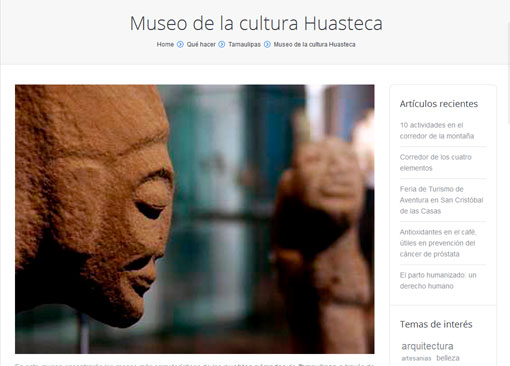 Museo de la cultura Huasteca
Home Qué hacer Tamaulipas Museo de la cultura Huasteca
Artículos recientes
10 actividades en el
corredor de la montaña
Corredor de los cuatro
elementos
Feria de Turismo de
Aventura en San Cristóbal
de las Casas
Antioxidantes en el café,
útiles en prevención del
cáncer de próstata
El parto humanizado: un
derecho humano
Temas de interés
arquitectura
artesanías belleza